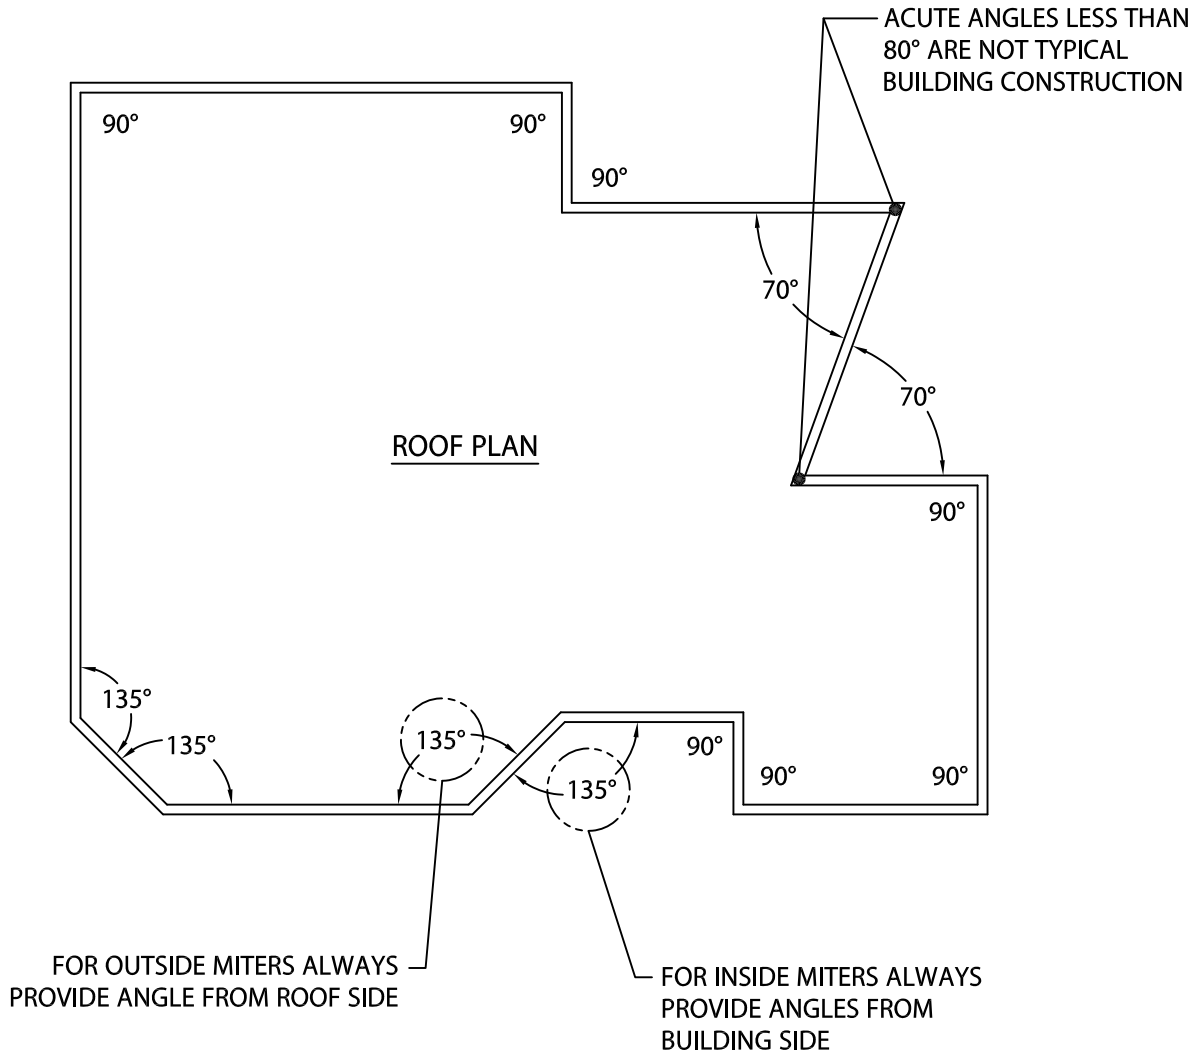 ACUTE ANGLES LESS THAN
80° ARE NOT TYPICAL
BUILDING CONSTRUCTION
90°
90°
90°
70°
70°
ROOF PLAN
90°
135°
135°
135°
135°
90°
90°
90°
FOR OUTSIDE MITERS ALWAYS
PROVIDE ANGLE FROM ROOF SIDE
FOR INSIDE MITERS ALWAYS
PROVIDE ANGLES FROM
BUILDING SIDE